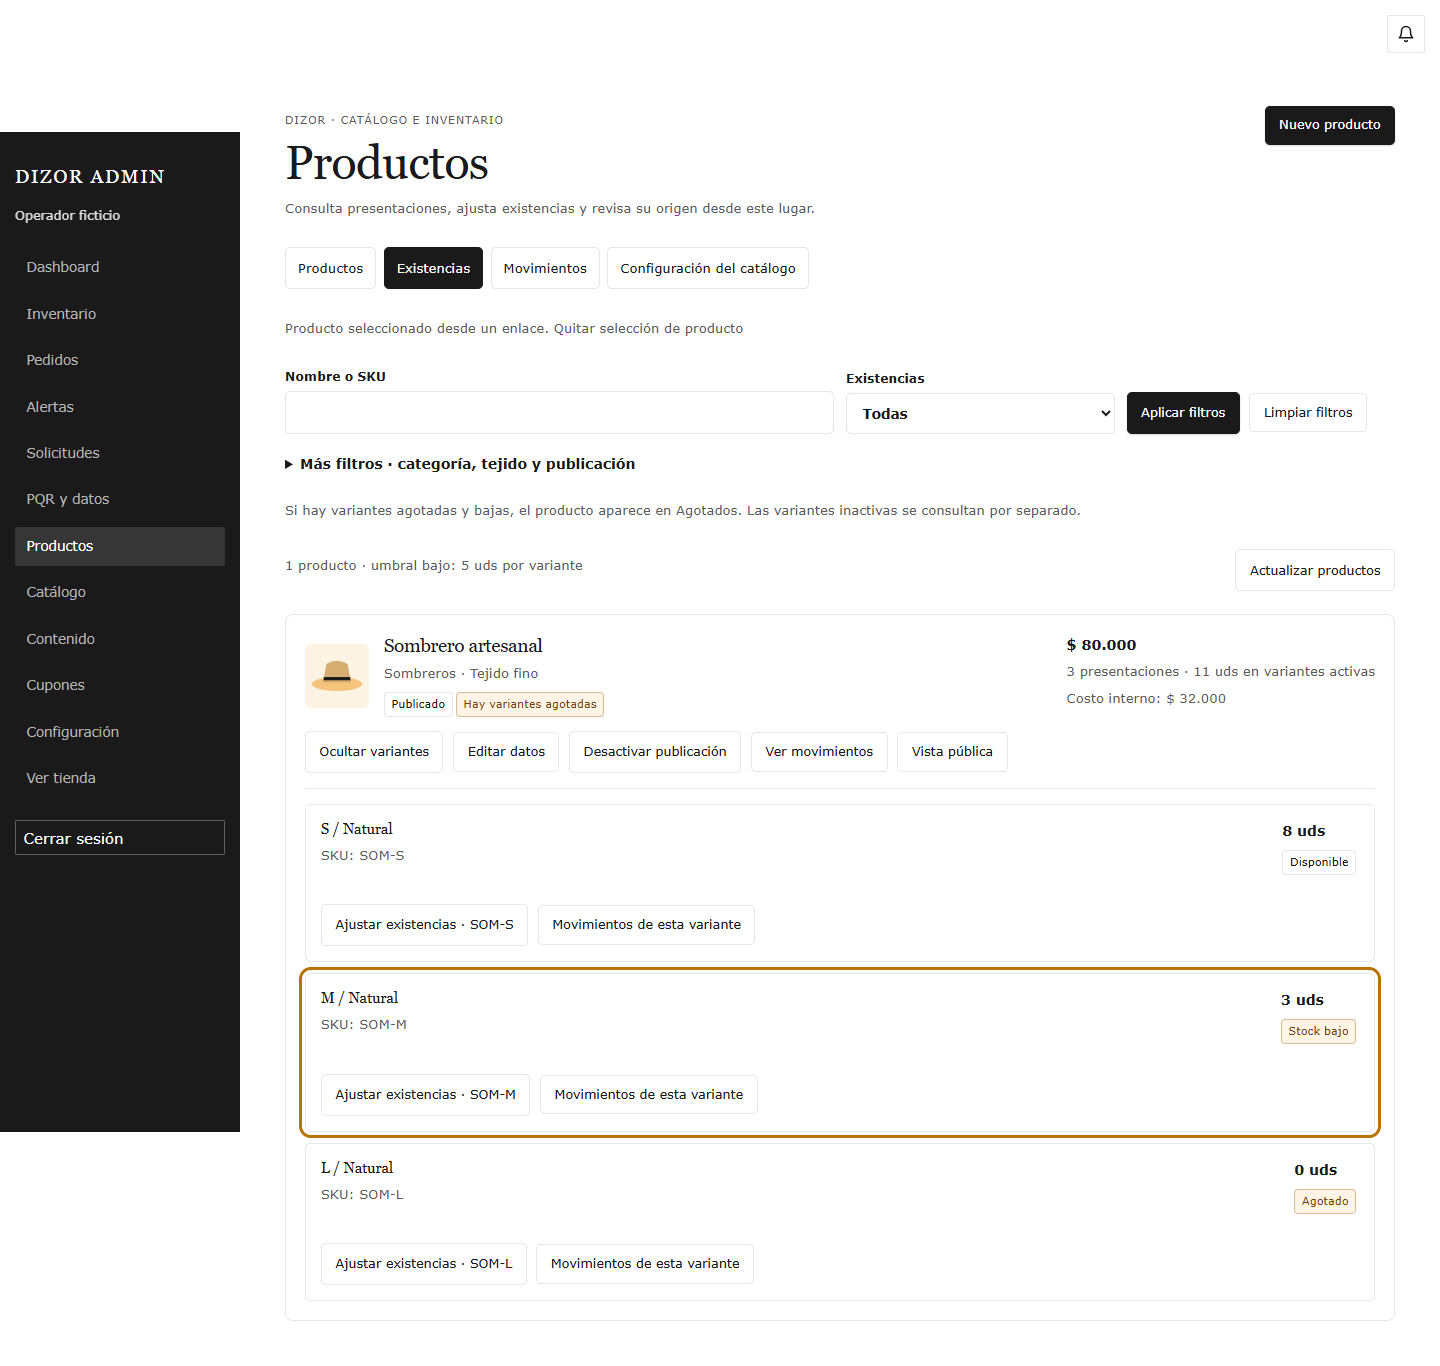 DIZOR ADMIN
Operador ficticio
Dashboard
Inventario
Pedidos
Alertas
Solicitudes
PQR y datos
Productos
Catálogo
Contenido
Cupones
Configuración
Ver tienda
Cerrar sesión
DIZOR · CATÁLOGO E INVENTARIO
Nuevo producto
Productos
Consulta presentaciones, ajusta existencias y revisa su origen desde este lugar.
Productos Existencias Movimientos Configuración del catálogo
Producto seleccionado desde un enlace. Quitar selección de producto
Nombre o SKU Existencias
Todas Aplicar filtros Limpiar filtros
Más filtros · categoría, tejido y publicación
Si hay variantes agotadas y bajas, el producto aparece en Agotados. Las variantes inactivas se consultan por separado.
1 producto · umbral bajo: 5 uds por variante Actualizar productos
Sombrero artesanal $ 80.000
Sombreros · Tejido fino 3 presentaciones · 11 uds en variantes activas
Publicado Hay variantes agotadas Costo interno: $ 32.000
Ocultar variantes Editar datos Desactivar publicación Ver movimientos Vista pública
S / Natural 8 uds
SKU: SOM-S Disponible
Ajustar existencias · SOM-S Movimientos de esta variante
M / Natural 3 uds
SKU: SOM-M Stock bajo
Ajustar existencias · SOM-M Movimientos de esta variante
L / Natural 0 uds
SKU: SOM-L Agotado
Ajustar existencias · SOM-L Movimientos de esta variante